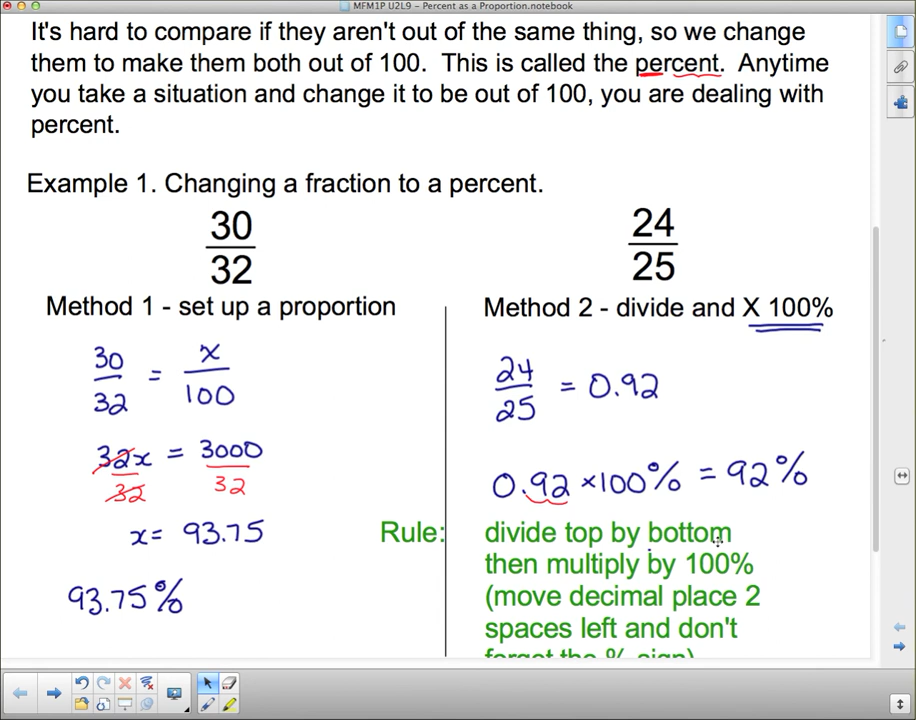 MFM1P U2L9 - Percent as a Proportion.notebook
It's hard to compare if they aren't out of the same thing, so we change
them to make them both out of 100. This is called the percent. Anytime
you take a situation and change it to be out of 100, you are dealing with
percent.
Example 1. Changing a fraction to a percent.
30
32
Method 1 - set up a proportion
30/32 = x/100
32x/32 = 3000/32
x = 93.75
93.75%
24
25
Method 2 - divide and X 100%
24/25 = 0.92
0.92 ×100% = 92%
Rule: divide top by bottom
then multiply by 100%
(move decimal place 2
spaces left and don't
forget the % sign)